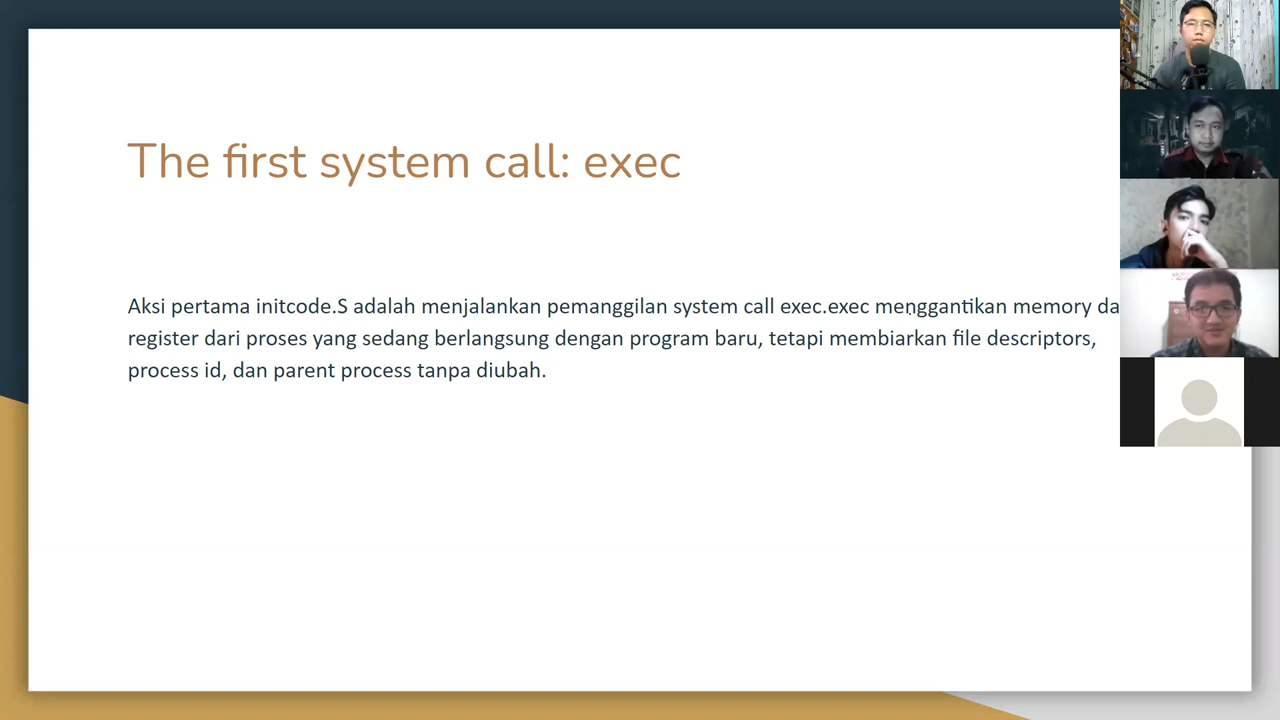 The first system call: exec
Aksi pertama initcode.S adalah menjalankan pemanggilan system call exec.exec menggantikan memory da
register dari proses yang sedang berlangsung dengan program baru, tetapi membiarkan file descriptors,
process id, dan parent process tanpa diubah.